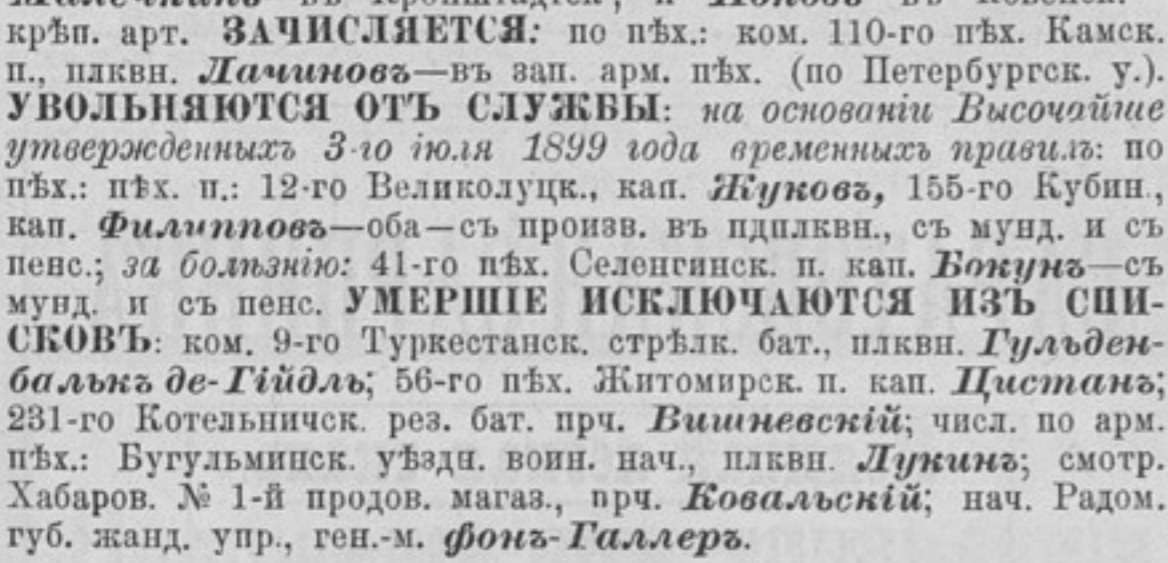 крѣп. арт. ЗАЧИСЛЯЕТСЯ: по пѣх.: ком. 110-го пѣх. Камск.
п., плквн. Лачиновъ—въ зап. арм. пѣх. (по Петербургск. у.).
УВОЛЬНЯЮТСЯ ОТЪ СЛУЖБЫ: на основаніи Высочайше
утвержденныхъ 3-го іюля 1899 года временныхъ правилъ: по
пѣх.: пѣх. п.: 12-го Великолуцк., кап. Жуковъ, 155-го Кубин.,
кап. Филипповъ—оба—съ произв. въ пдплквн., съ мунд. и съ
пенс.; за болѣзнію: 41-го пѣх. Селенгинск. п. кап. Бокунъ—съ
мунд. и съ пенс. УМЕРШІЕ ИСКЛЮЧАЮТСЯ ИЗЪ СПИ-
СКОВЪ: ком. 9-го Туркестанск. стрѣлк. бат., плквн. Гульден-
балькъ де-Гійдль; 56-го пѣх. Житомирск. п. кап. Цистанъ;
231-го Котельничск. рез. бат. прч. Вишневскій; числ. по арм.
пѣх.: Бугульминск. уѣздн. воин. нач., плквн. Лукинъ; смотр.
Хабаров. № 1-й продов. магаз., прч. Ковальскій; нач. Радом.
губ. жанд. упр., ген.-м. фонъ-Галлеръ.